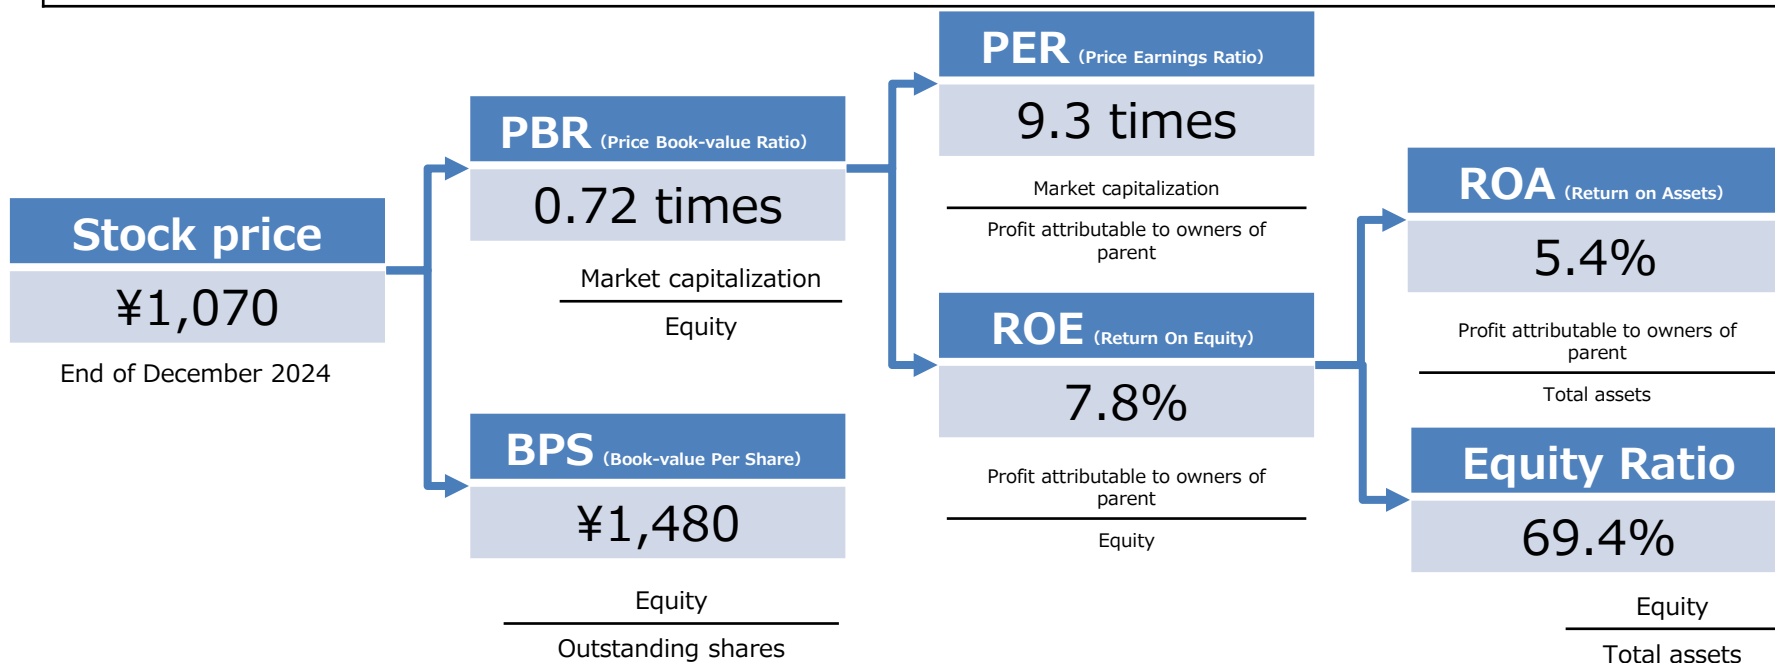 Stock price
¥1,070
End of December 2024
PBR (Price Book-value Ratio)
0.72 times
Market capitalization
Equity
BPS (Book-value Per Share)
¥1,480
Equity
Outstanding shares
PER (Price Earnings Ratio)
9.3 times
Market capitalization
Profit attributable to owners of
parent
ROE (Return On Equity)
7.8%
Profit attributable to owners of
parent
Equity
ROA (Return on Assets)
5.4%
Profit attributable to owners of
parent
Total assets
Equity Ratio
69.4%
Equity
Total assets